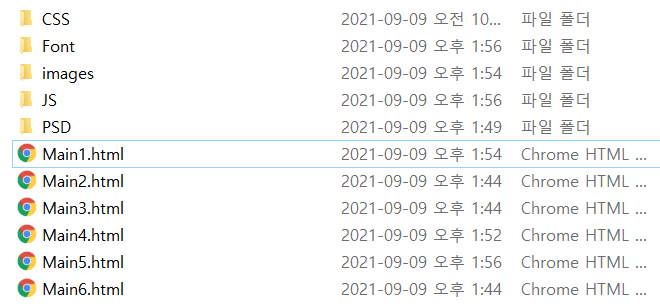 CSS 2021-09-09 오전 10... 파일 폴더
Font 2021-09-09 오후 1:56 파일 폴더
images 2021-09-09 오후 1:54 파일 폴더
JS 2021-09-09 오후 1:56 파일 폴더
PSD 2021-09-09 오후 1:49 파일 폴더
Main1.html 2021-09-09 오후 1:54 Chrome HTML ...
Main2.html 2021-09-09 오후 1:44 Chrome HTML ...
Main3.html 2021-09-09 오후 1:44 Chrome HTML ...
Main4.html 2021-09-09 오후 1:52 Chrome HTML ...
Main5.html 2021-09-09 오후 1:56 Chrome HTML ...
Main6.html 2021-09-09 오후 1:44 Chrome HTML ...